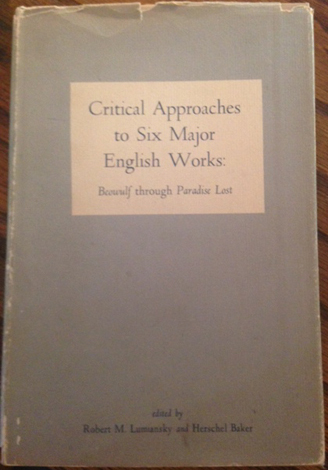 Critical Approaches
to Six Major
English Works:
Beowulf through Paradise Lost
edited by
Robert M. Lumiansky and Herschel Baker